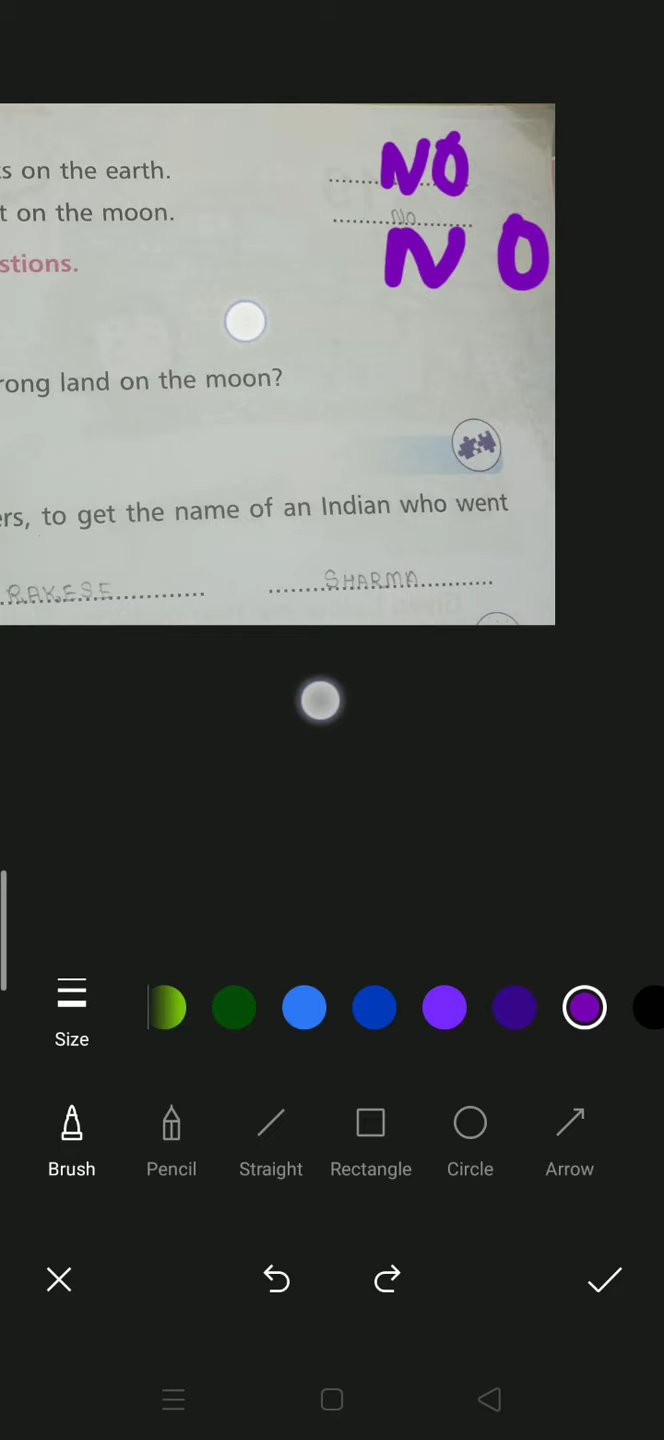 s on the earth. NO
t on the moon. No
NO
stions.
rong land on the moon?
ers, to get the name of an Indian who went
RAKESE SHARMA
Size
Brush Pencil Straight Rectangle Circle Arrow